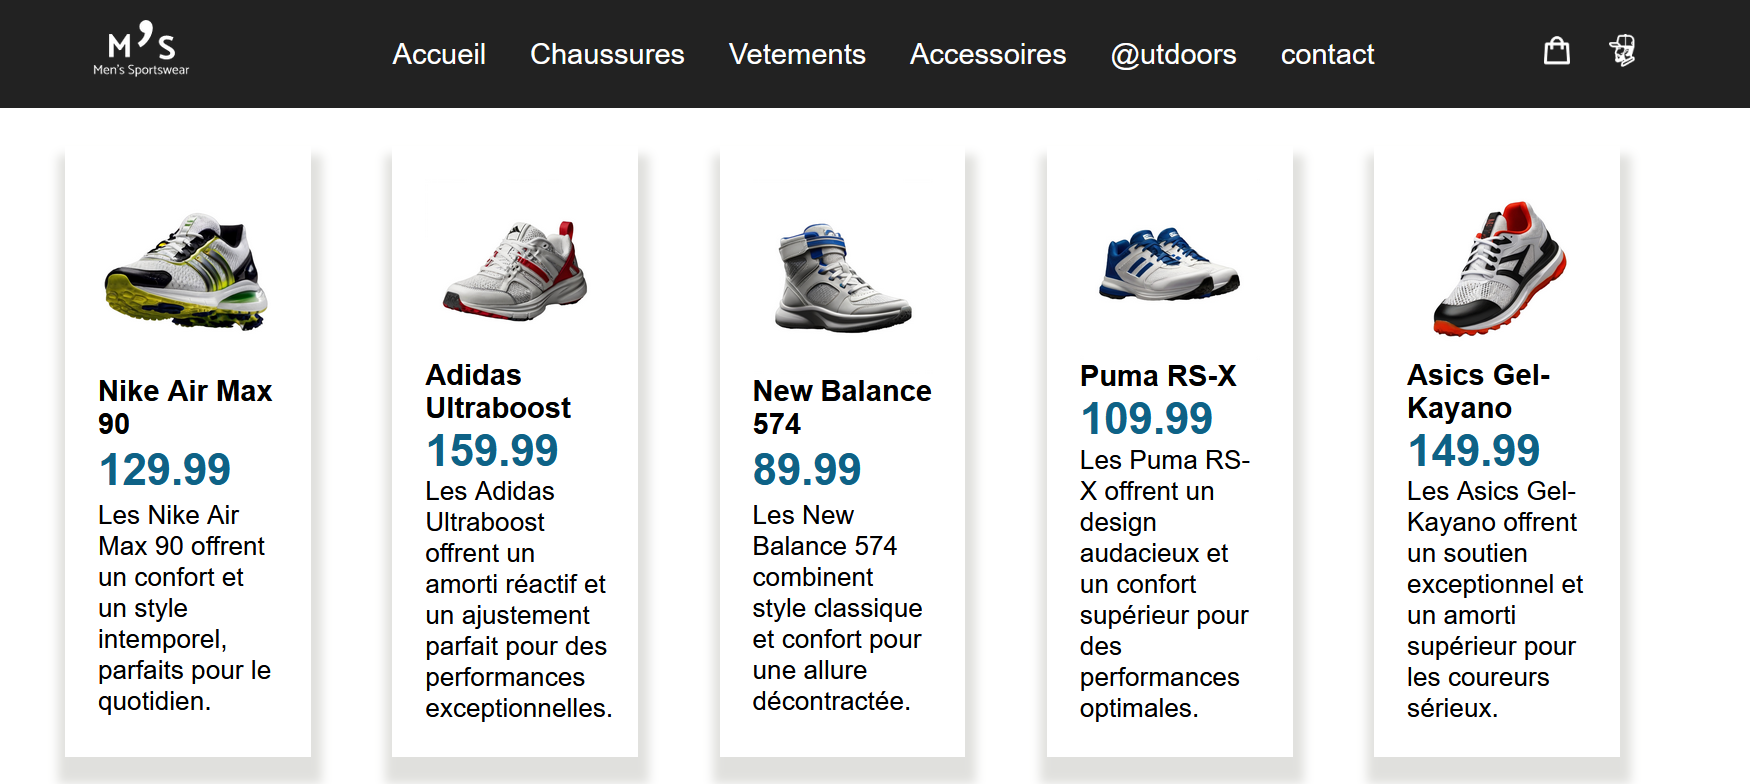 M'S
Men's Sportswear
Accueil
Chaussures
Vetements
Accessoires
@utdoors
contact
Nike Air Max
90
129.99
Les Nike Air
Max 90 offrent
un confort et
un style
intemporel,
parfaits pour le
quotidien.
Adidas
Ultraboost
159.99
Les Adidas
Ultraboost
offrent un
amorti réactif et
un ajustement
parfait pour des
performances
exceptionnelles.
New Balance
574
89.99
Les New
Balance 574
combinent
style classique
et confort pour
une allure
décontractée.
Puma RS-X
109.99
Les Puma RS-
X offrent un
design
audacieux et
un confort
supérieur pour
des
performances
optimales.
Asics Gel-
Kayano
149.99
Les Asics Gel-
Kayano offrent
un soutien
exceptionnel et
un amorti
supérieur pour
les coureurs
sérieux.